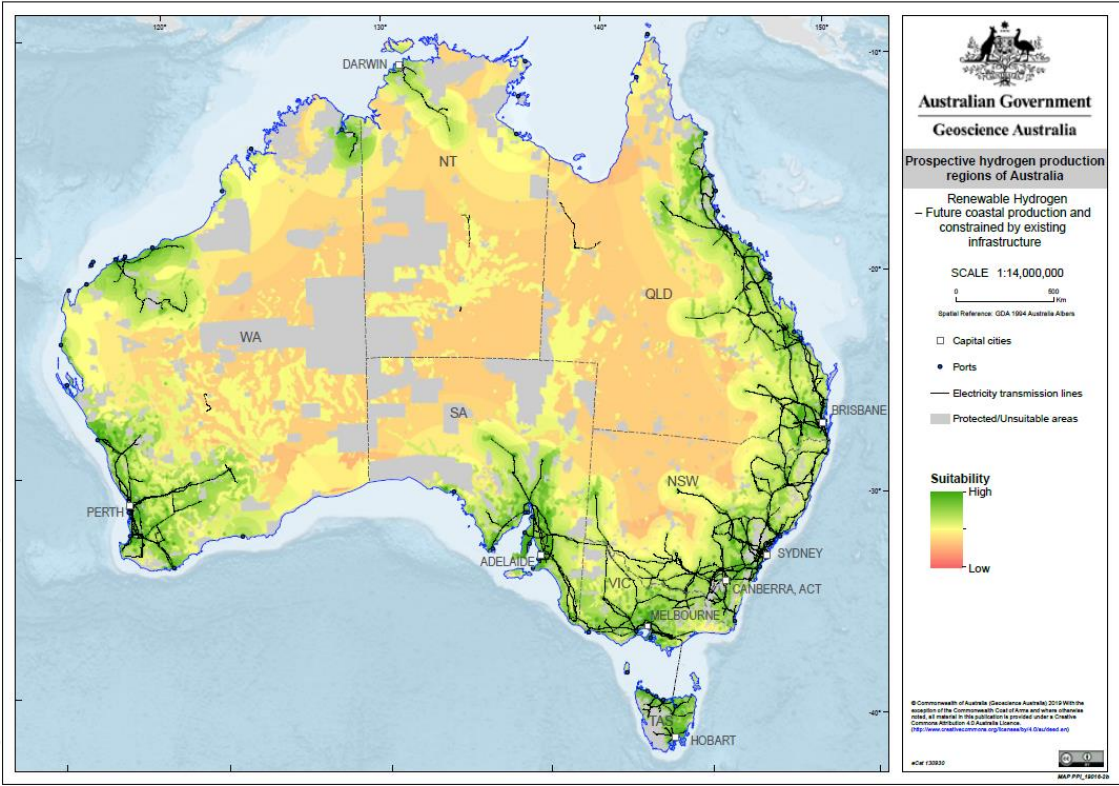 120°
130°
140°
150°
-10°
-20°
-30°
-40°
DARWIN
NT
QLD
WA
SA
BRISBANE
NSW
PERTH
ADELAIDE
SYDNEY
VIC
CANBERRA, ACT
MELBOURNE
TAS
HOBART
Australian Government
Geoscience Australia
Prospective hydrogen production
regions of Australia
Renewable Hydrogen
– Future coastal production and
constrained by existing
infrastructure
SCALE 1:14,000,000
0 500
Km
Spatial Reference: GDA 1994 Australia Albers
Capital cities
Ports
Electricity transmission lines
Protected/Unsuitable areas
Suitability
High
Low
© Commonwealth of Australia (Geoscience Australia) 2019 With the
exception of the Commonwealth Coat of Arms and where otherwise
noted, all material in this publication is provided under a Creative
Commons Attribution 4.0 Australia Licence.
eCat 130930